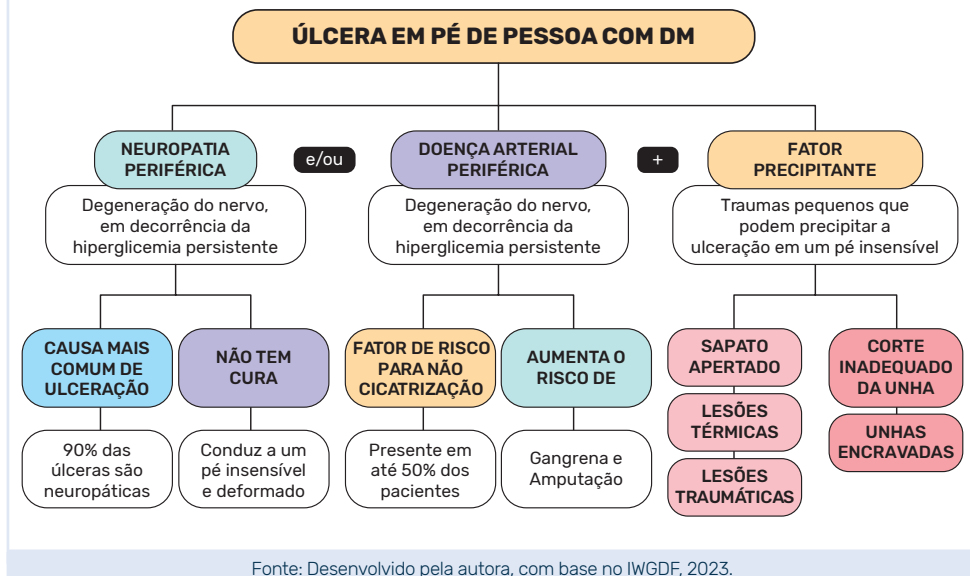 ÚLCERA EM PÉ DE PESSOA COM DM
NEUROPATIA
PERIFÉRICA
e/ou
DOENÇA ARTERIAL
PERIFÉRICA
+
FATOR
PRECIPITANTE
Degeneração do nervo,
em decorrência da
hiperglicemia persistente
Degeneração do nervo,
em decorrência da
hiperglicemia persistente
Traumas pequenos que
podem precipitar a
ulceração em um pé insensível
CAUSA MAIS
COMUM DE
ULCERAÇÃO
90% das
úlceras são
neuropáticas
NÃO TEM
CURA
Conduz a um
pé insensível
e deformado
FATOR DE RISCO
PARA NÃO
CICATRIZAÇÃO
Presente em
até 50% dos
pacientes
AUMENTA O
RISCO DE
Gangrena e
Amputação
SAPATO
APERTADO
LESÕES
TÉRMICAS
LESÕES
TRAUMÁTICAS
CORTE
INADEQUADO
DA UNHA
UNHAS
ENCRAVADAS
Fonte: Desenvolvido pela autora, com base no IWGDF, 2023.